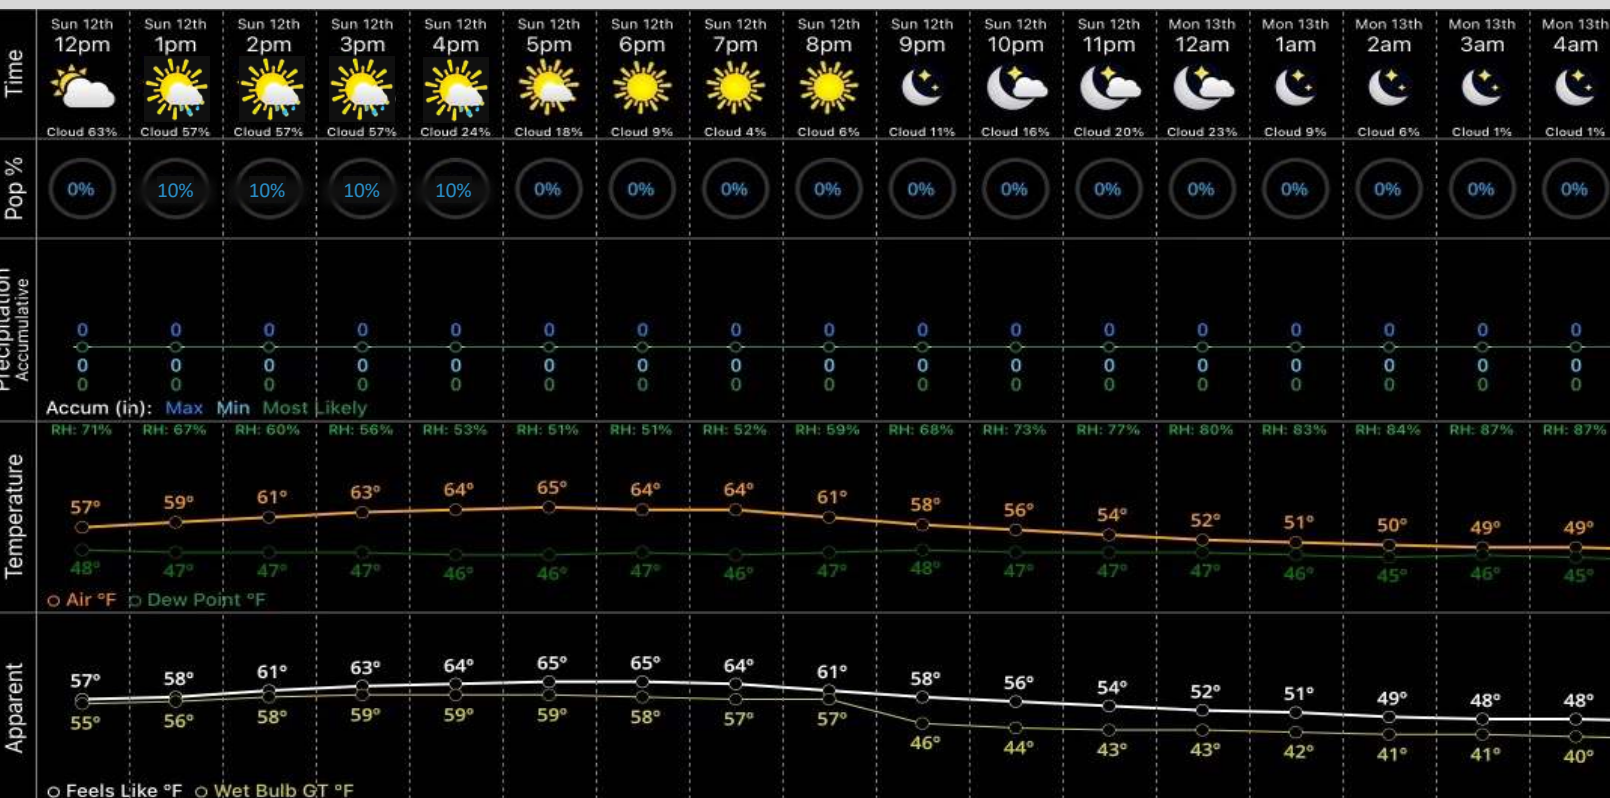 Time
Sun 12th Sun 12th Sun 12th Sun 12th Sun 12th Sun 12th Sun 12th Sun 12th Sun 12th Sun 12th Sun 12th Sun 12th Mon 13th Mon 13th Mon 13th Mon 13th Mon 13th
12pm 1pm 2pm 3pm 4pm 5pm 6pm 7pm 8pm 9pm 10pm 11pm 12am 1am 2am 3am 4am
Cloud 63% Cloud 57% Cloud 57% Cloud 57% Cloud 24% Cloud 18% Cloud 9% Cloud 4% Cloud 6% Cloud 11% Cloud 16% Cloud 20% Cloud 23% Cloud 9% Cloud 6% Cloud 1% Cloud 1%
Pop %
0% 10% 10% 10% 10% 0% 0% 0% 0% 0% 0% 0% 0% 0% 0% 0% 0%
Precipitation
Accumulative
0 0 0 0 0 0 0 0 0 0 0 0 0 0 0 0 0
0 0 0 0 0 0 0 0 0 0 0 0 0 0 0 0 0
0 0 0 0 0 0 0 0 0 0 0 0 0 0 0 0 0
Accum (in): Max Min Most Likely
Temperature
RH: 71% RH: 67% RH: 60% RH: 56% RH: 53% RH: 51% RH: 51% RH: 52% RH: 59% RH: 68% RH: 73% RH: 77% RH: 80% RH: 83% RH: 84% RH: 87% RH: 87%
57° 59° 61° 63° 64° 65° 64° 64° 61° 58° 56° 54° 52° 51° 50° 49° 49°
48° 47° 47° 47° 46° 46° 47° 46° 47° 48° 47° 47° 47° 46° 45° 46° 45°
Air °F Dew Point °F
Apparent
57° 58° 61° 63° 64° 65° 65° 64° 61° 58° 56° 54° 52° 51° 49° 48° 48°
55° 56° 58° 59° 59° 59° 58° 57° 57° 46° 44° 43° 43° 42° 41° 41° 40°
Feels Like °F Wet Bulb GT °F